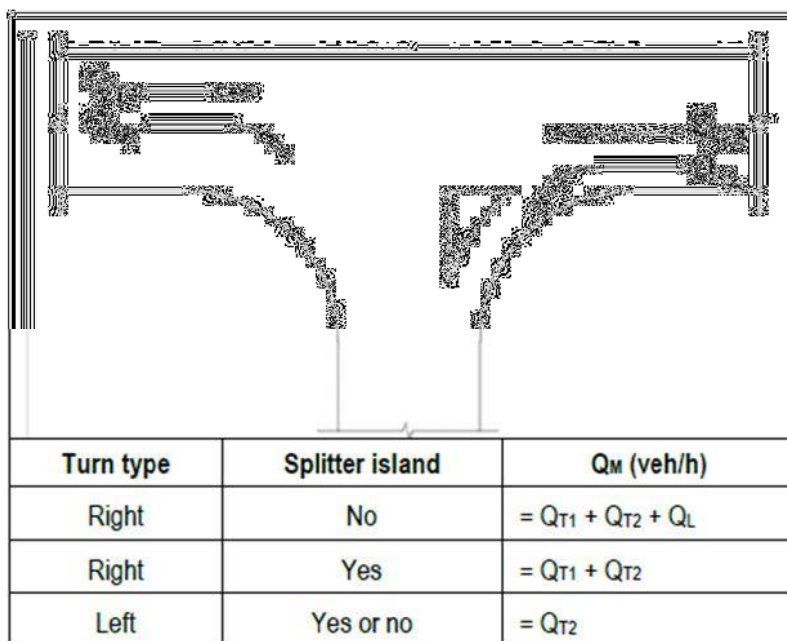 Turn type Splitter island QM (veh/h)
Right No = QT1 + QT2 + QL
Right Yes = QT1 + QT2
Left Yes or no = QT2